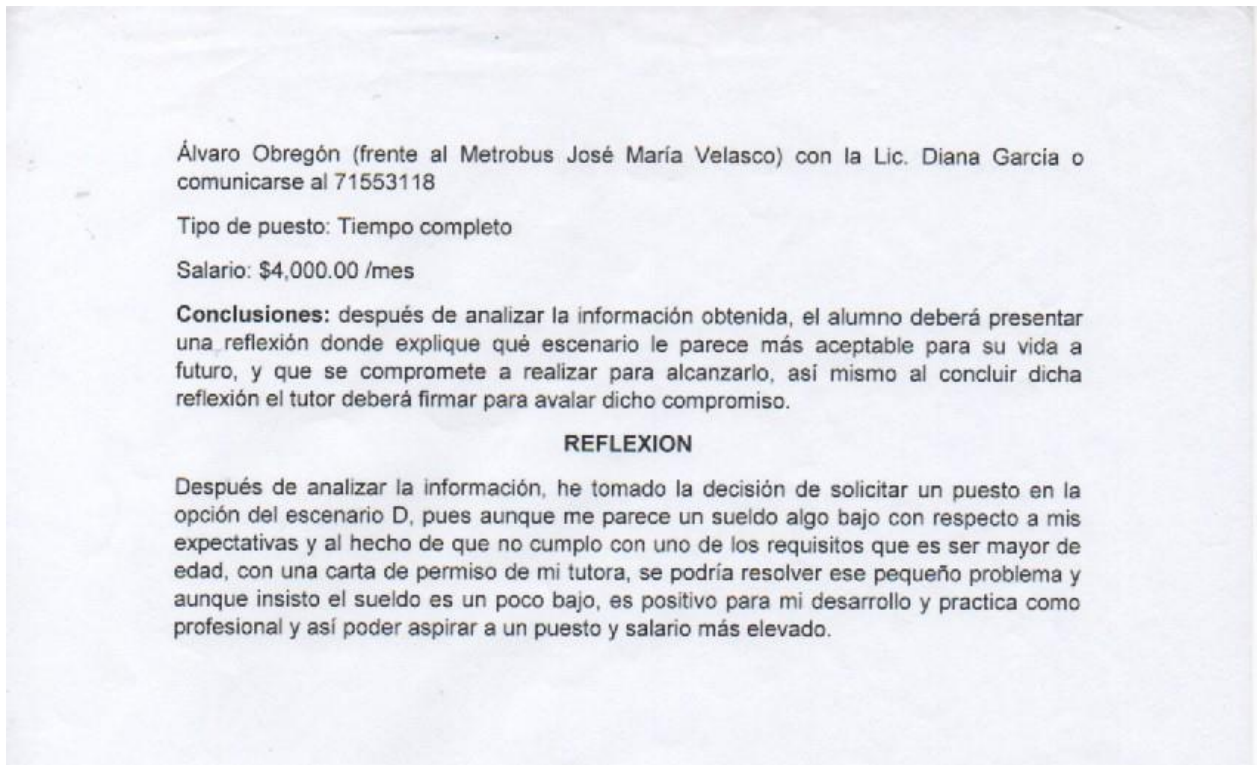 Álvaro Obregón (frente al Metrobus José María Velasco) con la Lic. Diana Garcia o
comunicarse al 71553118
Tipo de puesto: Tiempo completo
Salario: $4,000.00 /mes
Conclusiones: después de analizar la información obtenida, el alumno deberá presentar
una reflexión donde explique qué escenario le parece más aceptable para su vida a
futuro, y que se compromete a realizar para alcanzarlo, así mismo al concluir dicha
reflexión el tutor deberá firmar para avalar dicho compromiso.
REFLEXION
Después de analizar la información, he tomado la decisión de solicitar un puesto en la
opción del escenario D, pues aunque me parece un sueldo algo bajo con respecto a mis
expectativas y al hecho de que no cumplo con uno de los requisitos que es ser mayor de
edad, con una carta de permiso de mi tutora, se podría resolver ese pequeño problema y
aunque insisto el sueldo es un poco bajo, es positivo para mi desarrollo y practica como
profesional y así poder aspirar a un puesto y salario más elevado.